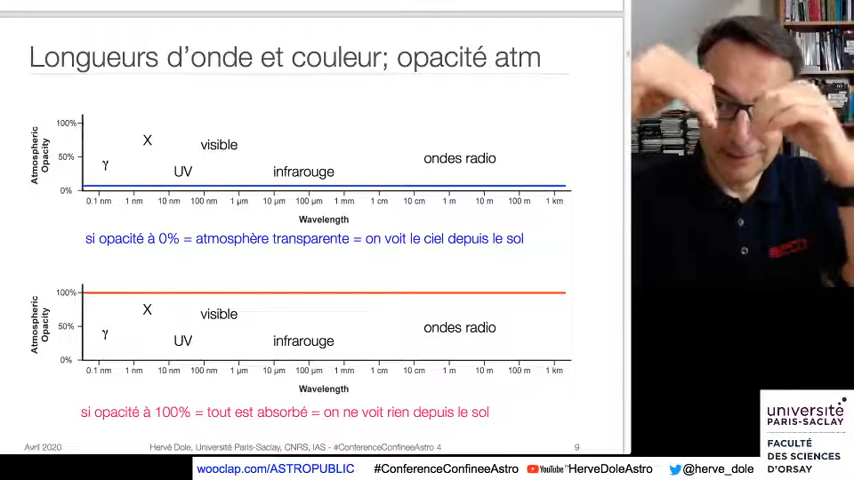 Longueurs d'onde et couleur; opacité atm
Atmospheric
Opacity
100%
50%
0%
γ
X
UV
visible
infrarouge
ondes radio
0.1 nm 1 nm 10 nm 100 nm 1 µm 10 µm 100 µm 1 mm 1 cm 10 cm 1 m 10 m 100 m 1 km
Wavelength
si opacité à 0% = atmosphère transparente = on voit le ciel depuis le sol
Atmospheric
Opacity
100%
50%
0%
γ
X
UV
visible
infrarouge
ondes radio
0.1 nm 1 nm 10 nm 100 nm 1 µm 10 µm 100 µm 1 mm 1 cm 10 cm 1 m 10 m 100 m 1 km
Wavelength
si opacité à 100% = tout est absorbé = on ne voit rien depuis le sol
Avril 2020 Hervé Dole, Université Paris-Saclay, CNRS, IAS - #ConferenceConfineeAstro 4 9
université
PARIS-SACLAY
FACULTÉ
DES SCIENCES
D'ORSAY
wooclap.com/ASTROPUBLIC #ConferenceConfineeAstro YouTube HerveDoleAstro @herve_dole